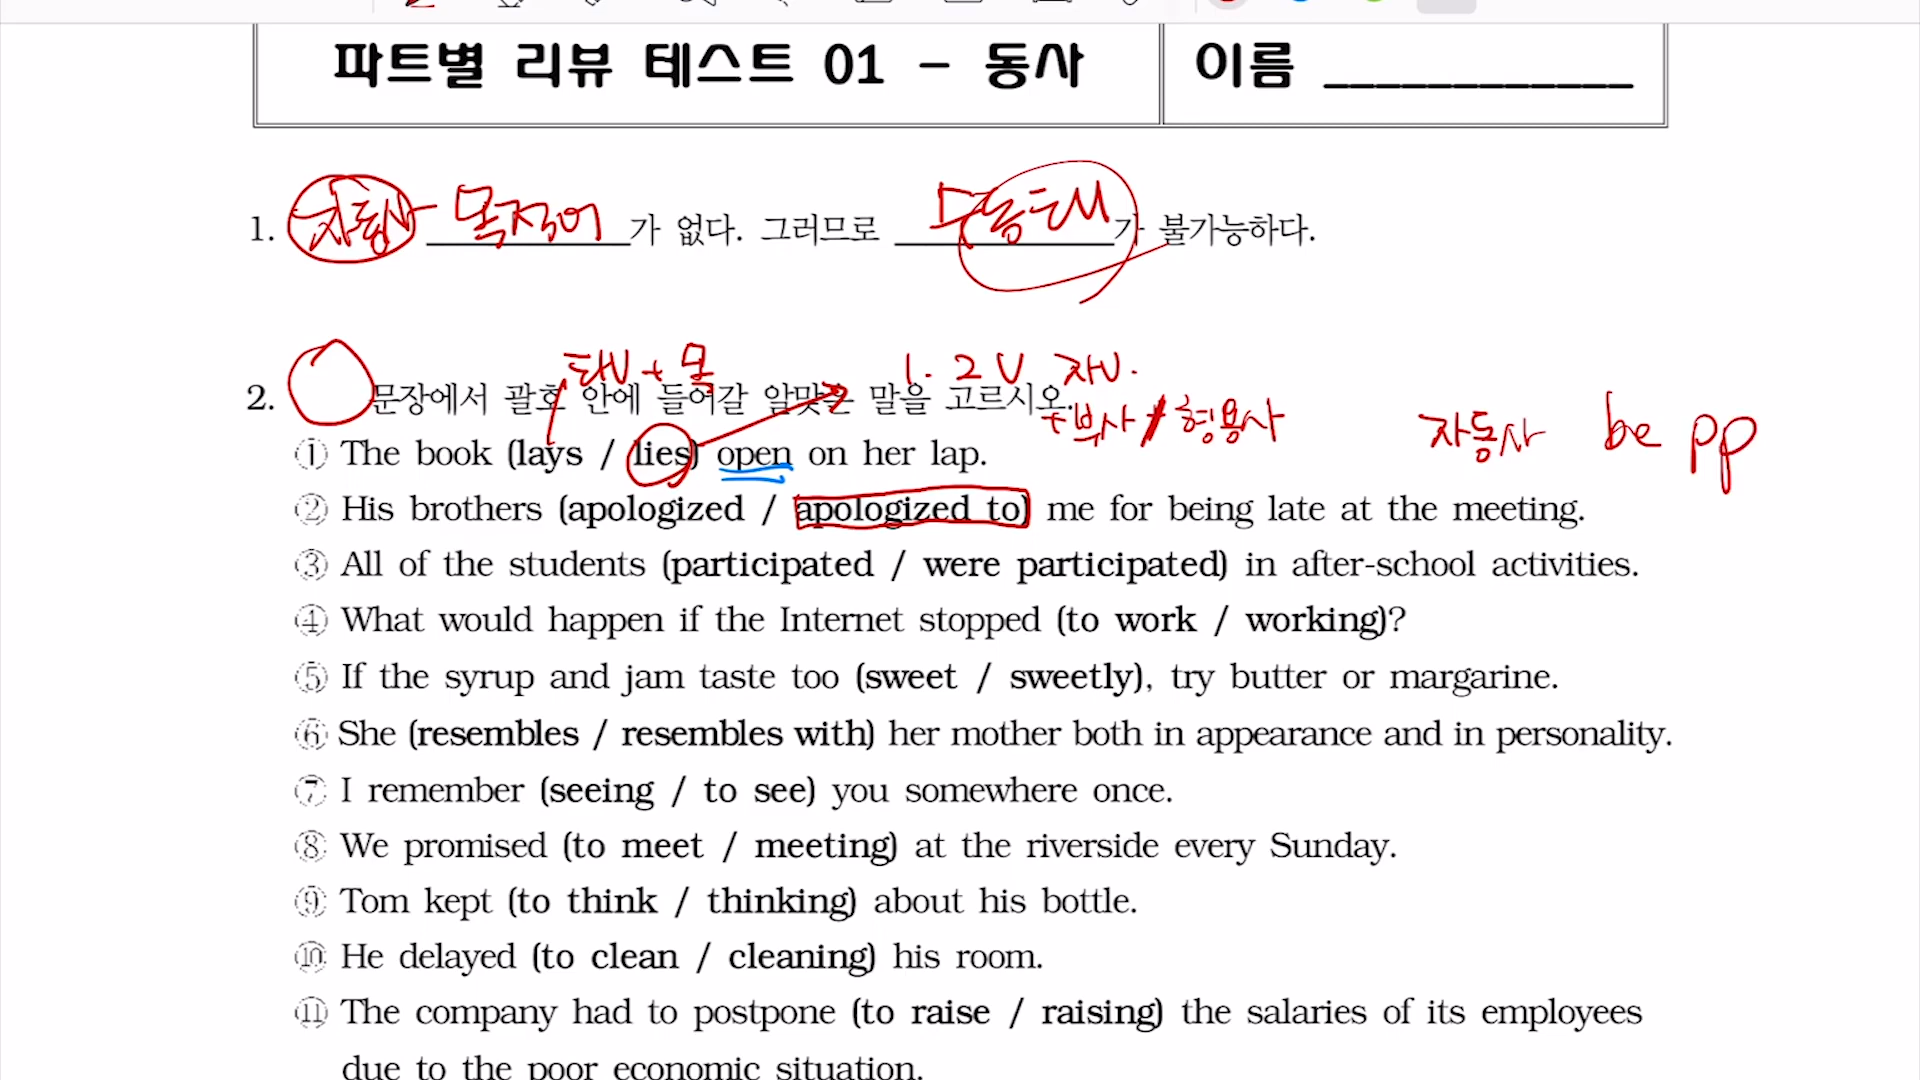 파트별 리뷰 테스트 01 - 동사 이름 ____________
1. 자동사 목적어가 없다. 그러므로 수동태가 불가능하다.
타V + 목 1. 2 V 자V.
2. 문장에서 괄호 안에 들어갈 알맞은 말을 고르시오.
+ 부사 / 형용사 자동사 be pp
① The book (lays / lies) open on her lap.
② His brothers (apologized / apologized to) me for being late at the meeting.
③ All of the students (participated / were participated) in after-school activities.
④ What would happen if the Internet stopped (to work / working)?
⑤ If the syrup and jam taste too (sweet / sweetly), try butter or margarine.
⑥ She (resembles / resembles with) her mother both in appearance and in personality.
⑦ I remember (seeing / to see) you somewhere once.
⑧ We promised (to meet / meeting) at the riverside every Sunday.
⑨ Tom kept (to think / thinking) about his bottle.
⑩ He delayed (to clean / cleaning) his room.
⑪ The company had to postpone (to raise / raising) the salaries of its employees
due to the poor economic situation.